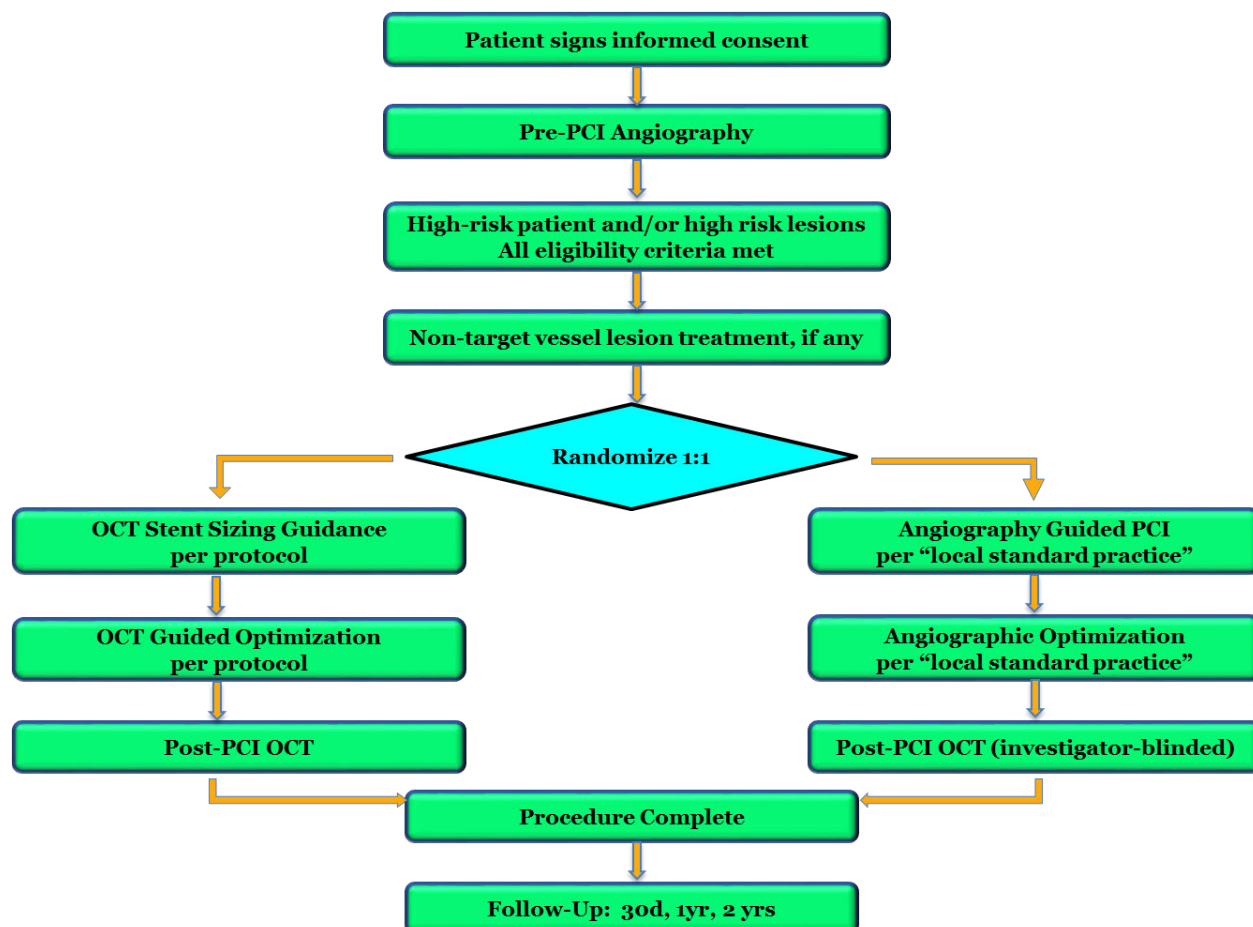 Patient signs informed consent
Pre-PCI Angiography
High-risk patient and/or high risk lesions
All eligibility criteria met
Non-target vessel lesion treatment, if any
Randomize 1:1
OCT Stent Sizing Guidance
per protocol
Angiography Guided PCI
per “local standard practice”
OCT Guided Optimization
per protocol
Angiographic Optimization
per “local standard practice”
Post-PCI OCT
Post-PCI OCT (investigator-blinded)
Procedure Complete
Follow-Up: 30d, 1yr, 2 yrs